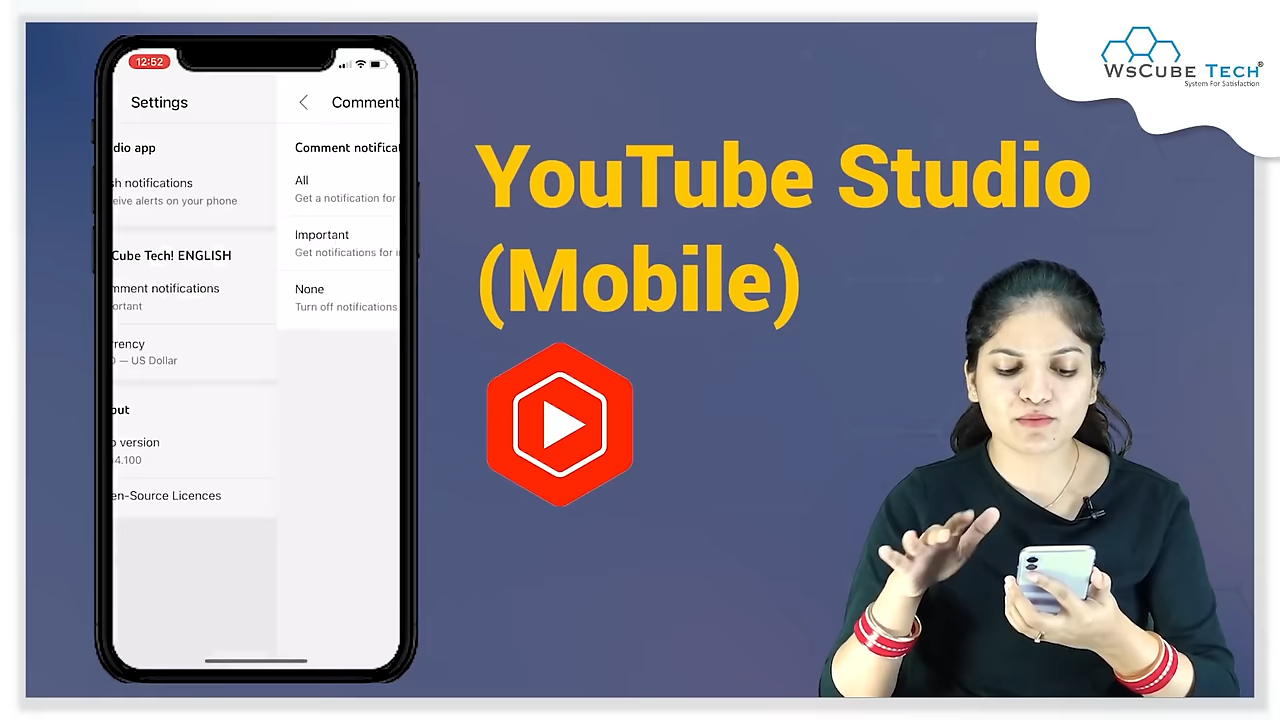 12:52
Settings
Comment
dio app
Comment notificat
sh notifications
eive alerts on your phone
All
Get a notification for
Important
Get notifications for
Cube Tech! ENGLISH
mment notifications
ortant
None
Turn off notifications
rrency
— US Dollar
out
version
4.100
en-Source Licences
YouTube Studio
(Mobile)
WsCube Tech®
System For Satisfaction